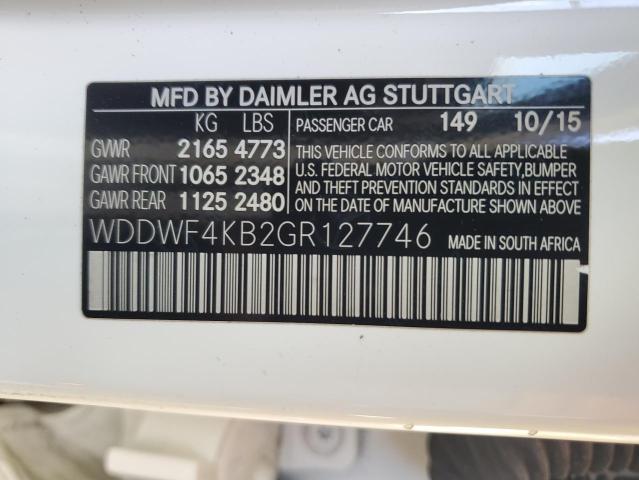 MFD BY DAIMLER AG STUTTGART
KG LBS PASSENGER CAR 149 10/15
GVWR 2165 4773 THIS VEHICLE CONFORMS TO ALL APPLICABLE
GAWR FRONT 1065 2348 U.S. FEDERAL MOTOR VEHICLE SAFETY,BUMPER
GAWR REAR 1125 2480 AND THEFT PREVENTION STANDARDS IN EFFECT
ON THE DATE OF MANUFACTURE SHOWN ABOVE.
WDDWF4KB2GR127746 MADE IN SOUTH AFRICA